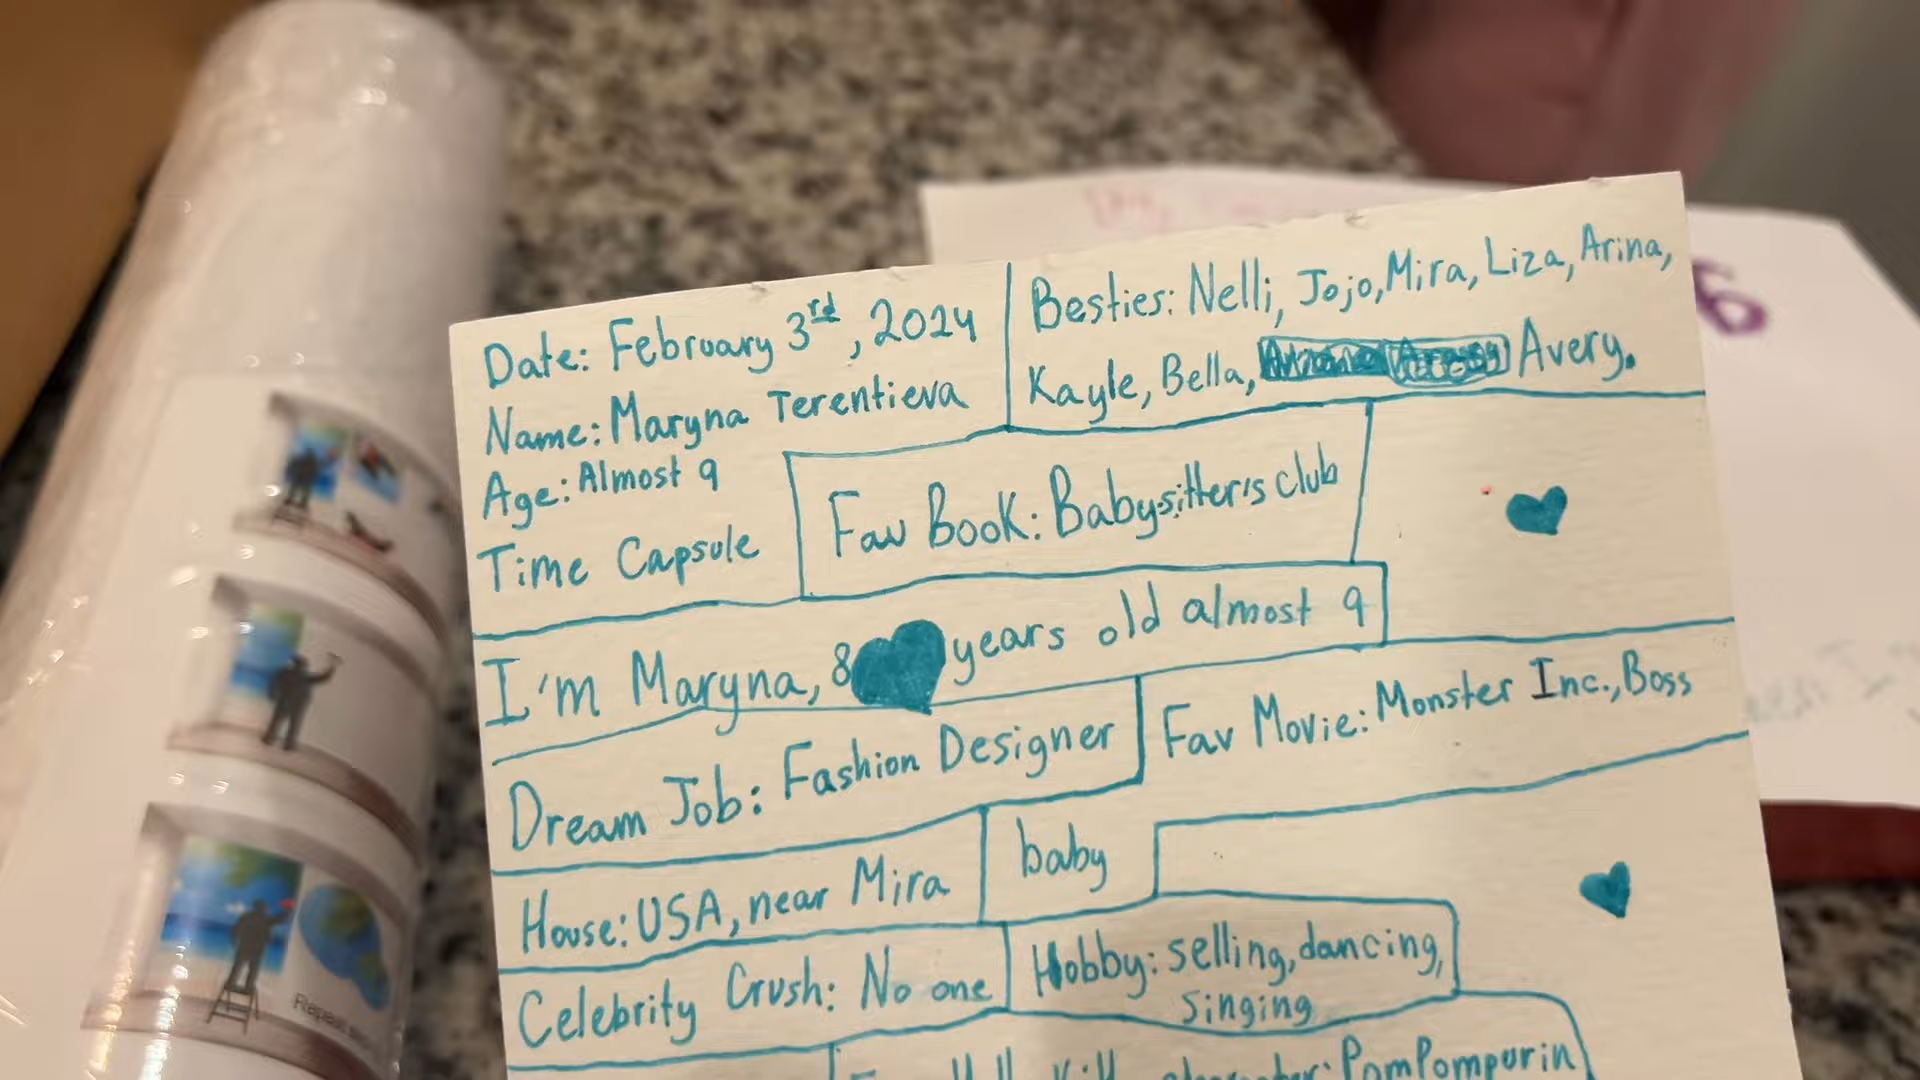 Date: February 3rd, 2024
Name: Maryna Terentieva
Age: Almost 9
Time Capsule
Besties: Nelli, Jojo, Mira, Liza, Arina,
Kayle, Bella, Avery.
Fav Book: Babysitter's club
I'm Maryna, 8 years old almost 9
Dream Job: Fashion Designer
Fav Movie: Monster Inc., Boss
baby
House: USA, near Mira
Celebrity Crush: No one
Hobby: selling, dancing,
singing
PomPompurin